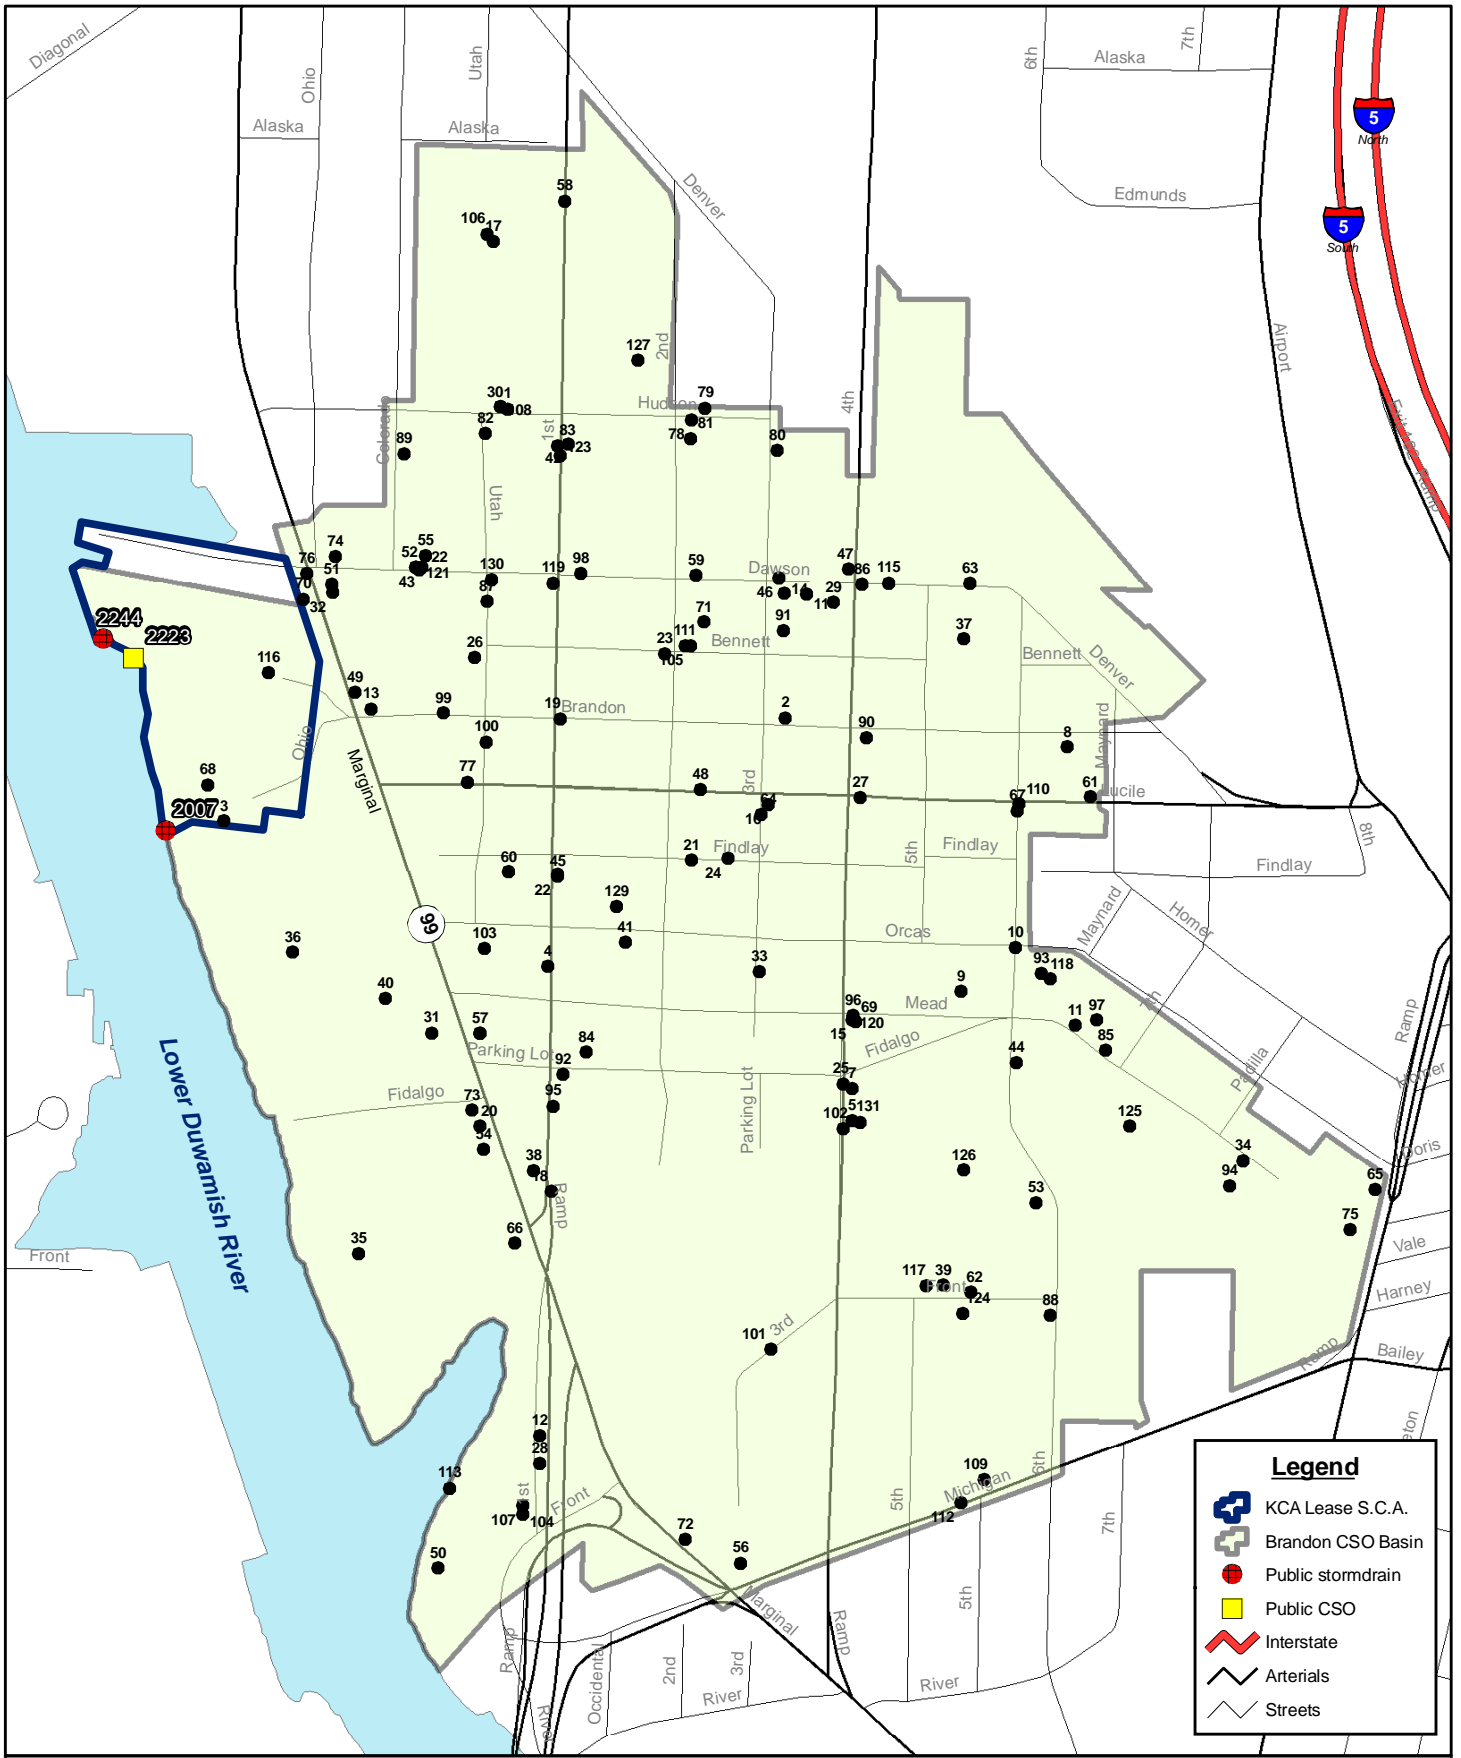 Diagonal
Ohio
Utah
6th
7th
Alaska
Alaska
Alaska
5
North
Edmunds
5
South
Denver
58
106
17
127
2nd
Airport
79
301
108
Hudson
4th
81
82
1st
83
123
42
78
80
Colorado
89
Exit 162 Ramp
Utah
74
76
55
52
22
43
121
130
119
98
59
Dawson
47
86
115
63
51
70
32
87
46
14
29
71
91
37
2244
2223
116
26
23
111
105
Bennett
Bennett
Denver
49
13
99
19
Brandon
2
90
8
Maynard
100
Ohio
Marginal
77
48
3rd
64
16
27
67
110
61
Lucile
68
2007
3
60
45
22
21
24
Findlay
5th
Findlay
8th
Findlay
129
Maynard
Homer
99
36
103
41
4
Orcas
33
10
93
118
9
40
31
57
96
69
120
15
Mead
Fidalgo
11
97
85
7th
Ramp
Parking Lot
92
84
44
Padilla
Homer
Lower Duwamish River
Fidalgo
73
20
54
95
Parking Lot
25
7
102
5
131
125
Doris
38
18
Ramp
126
53
34
94
65
75
35
66
Front
Vale
117
39
62
Front
124
88
Harney
101
3rd
Ramp
Bailey
12
28
113
1st
107
104
Front
109
Michigan
112
6th
5th
7th
72
56
50
Marginal
Ramp
5th
Ramp
River
Occidental
2nd
3rd
River
River
Legend
KCA Lease S.C.A.
Brandon CSO Basin
Public stormdrain
Public CSO
Interstate
Arterials
Streets